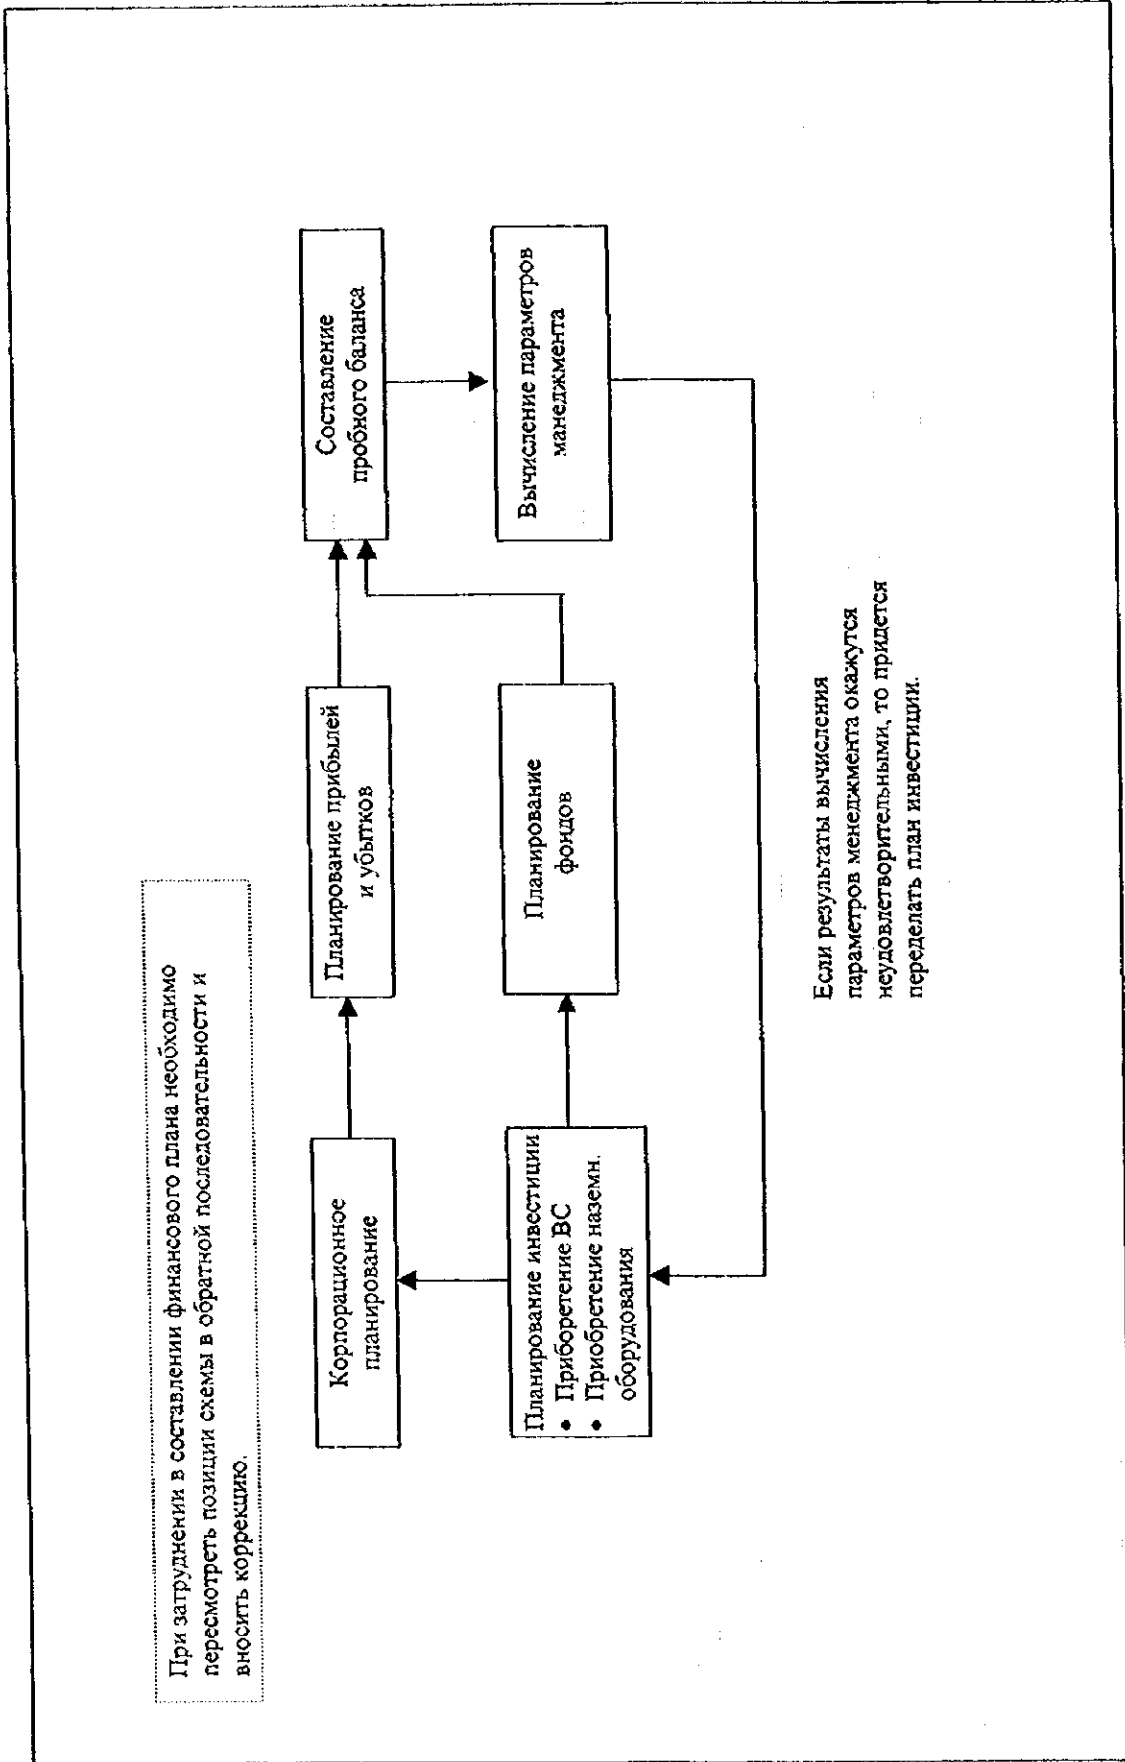 При затруднении в составлении финансового плана необходимо
пересмотреть позиции схемы в обратной последовательности и
вносить коррекцию.
Корпорационное
планирование
Планирование прибылей
и убытков
Составление
пробного баланса
Планирование инвестиции
• Приборетение ВС
• Приобретение наземн.
оборудования
Планирование
фондов
Вычисление параметров
манеджмента
Если результаты вычисления
параметров менеджмента окажутся
неудовлетворительными, то придется
переделать план инвестиции.